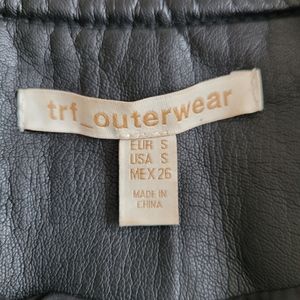 trf_outerwear
EUR S
USA S
MEX 26
MADE IN
CHINA